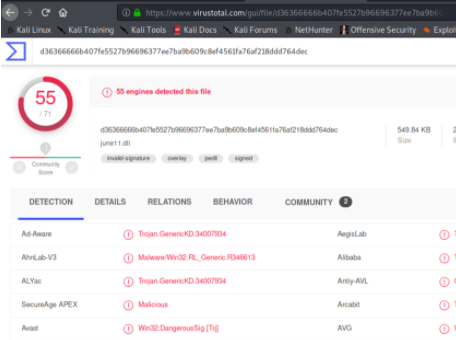 https://www.virustotal.com/gui/file/d36366666b407fe5527b96696377ee7ba9b60
Kali Linux Kali Training Kali Tools Kali Docs Kali Forums NetHunter Offensive Security Exploi
d36366666b407fe5527b96696377ee7ba9b609c8ef4561fa76af218ddd764dec
55
/ 71
Community
Score
55 engines detected this file
d36366666b407fe5527b96696377ee7ba9b609c8ef4561fa76af218ddd764dec
june11.dll
invalid-signature overlay pedll signed
549.84 KB
Size
DETECTION DETAILS RELATIONS BEHAVIOR COMMUNITY 2
Ad-Aware Trojan.GenericKD.34007934 AegisLab
AhnLab-V3 Malware/Win32.RL_Generic.R346613 Alibaba
ALYac Trojan.GenericKD.34007934 Antiy-AVL
SecureAge APEX Malicious Arcabit
Avast Win32:DangerousSig [Trj] AVG